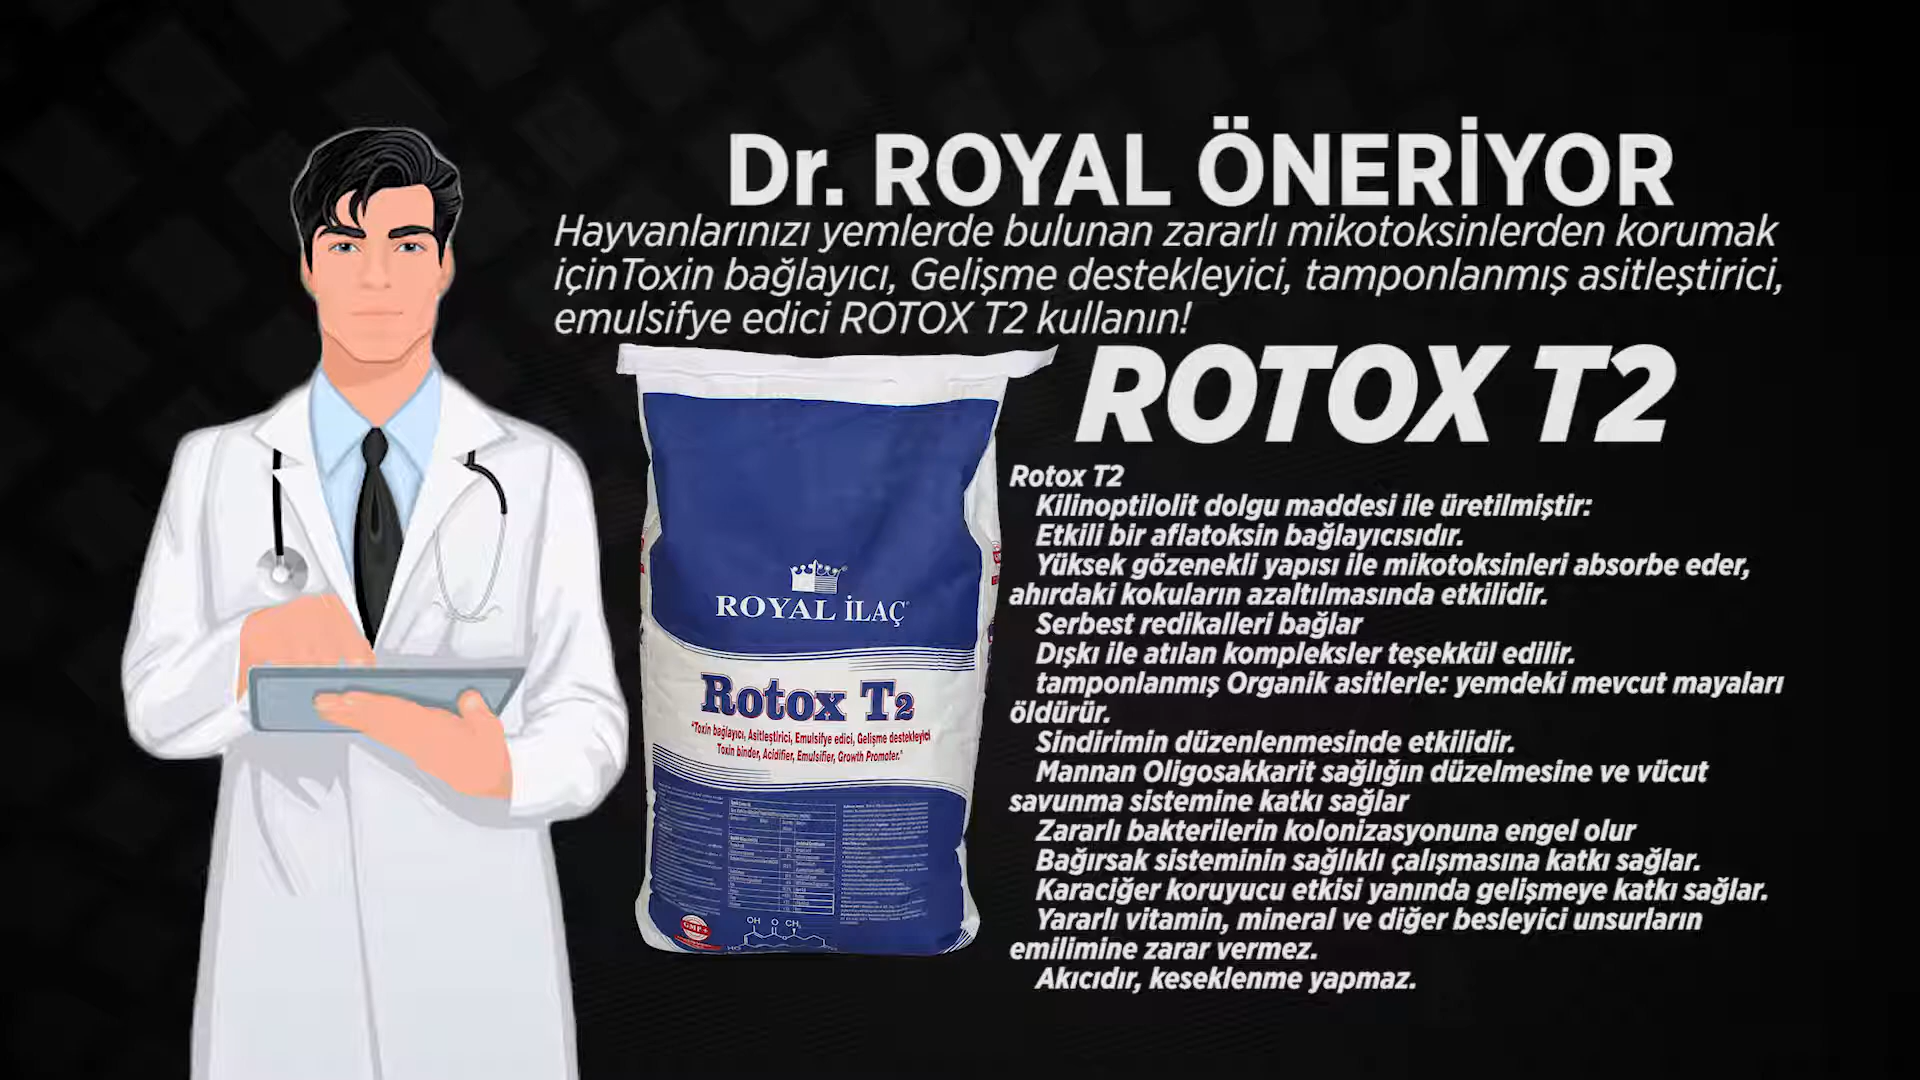 Dr. ROYAL ÖNERİYOR
Hayvanlarınızı yemlerde bulunan zararlı mikotoksinlerden korumak
içinToxin bağlayıcı, Gelişme destekleyici, tamponlanmış asitleştirici,
emulsifye edici ROTOX T2 kullanın!
ROTOX T2
Rotox T2
Kilinoptilolit dolgu maddesi ile üretilmiştir:
Etkili bir aflatoksin bağlayıcısıdır.
Yüksek gözenekli yapısı ile mikotoksinleri absorbe eder,
ahırdaki kokuların azaltılmasında etkilidir.
Serbest redikalleri bağlar
Dışkı ile atılan kompleksler teşekkül edilir.
tamponlanmış Organik asitlerle: yemdeki mevcut mayaları
öldürür.
Sindirimin düzenlenmesinde etkilidir.
Mannan Oligosakkarit sağlığın düzelmesine ve vücut
savunma sistemine katkı sağlar
Zararlı bakterilerin kolonizasyonuna engel olur
Bağırsak sisteminin sağlıklı çalışmasına katkı sağlar.
Karaciğer koruyucu etkisi yanında gelişmeye katkı sağlar.
Yararlı vitamin, mineral ve diğer besleyici unsurların
emilimine zarar vermez.
Akıcıdır, keseklenme yapmaz.
ROYAL İLAÇ
Rotox T2
"Toxin bağlayıcı, Asitleştirici, Emulsifye edici, Gelişme destekleyici
Toxin binder, Acidifier, Emulsifier, Growth Promoter."
GMP+
OH O CH3
HO